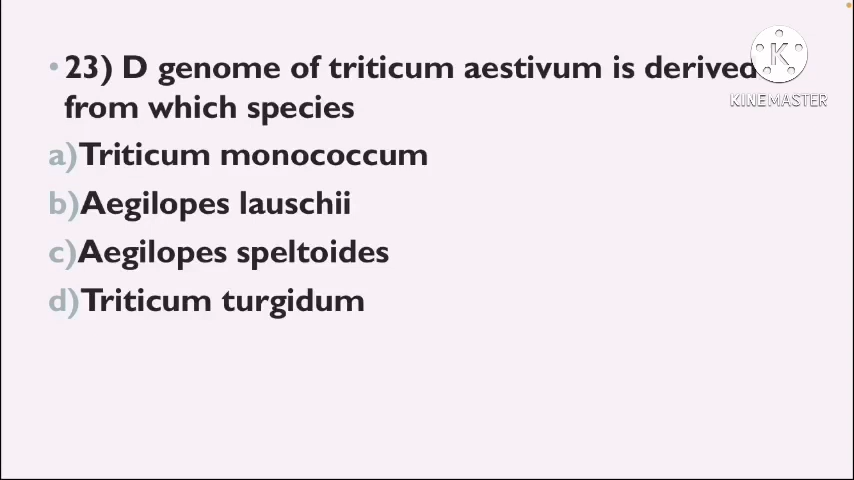 • 23) D genome of triticum aestivum is derived
from which species
a)Triticum monococcum
b)Aegilopes lauschii
c)Aegilopes speltoides
d)Triticum turgidum
K
KINEMASTER